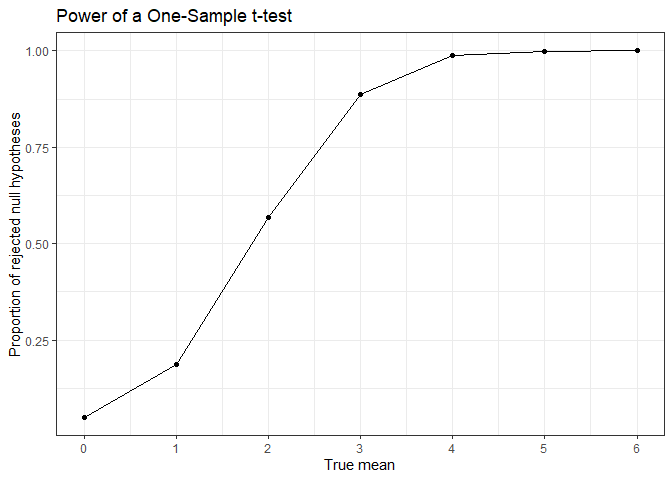 Power of a One-Sample t-test
Proportion of rejected null hypotheses
1.00
0.75
0.50
0.25
0 1 2 3 4 5 6
True mean